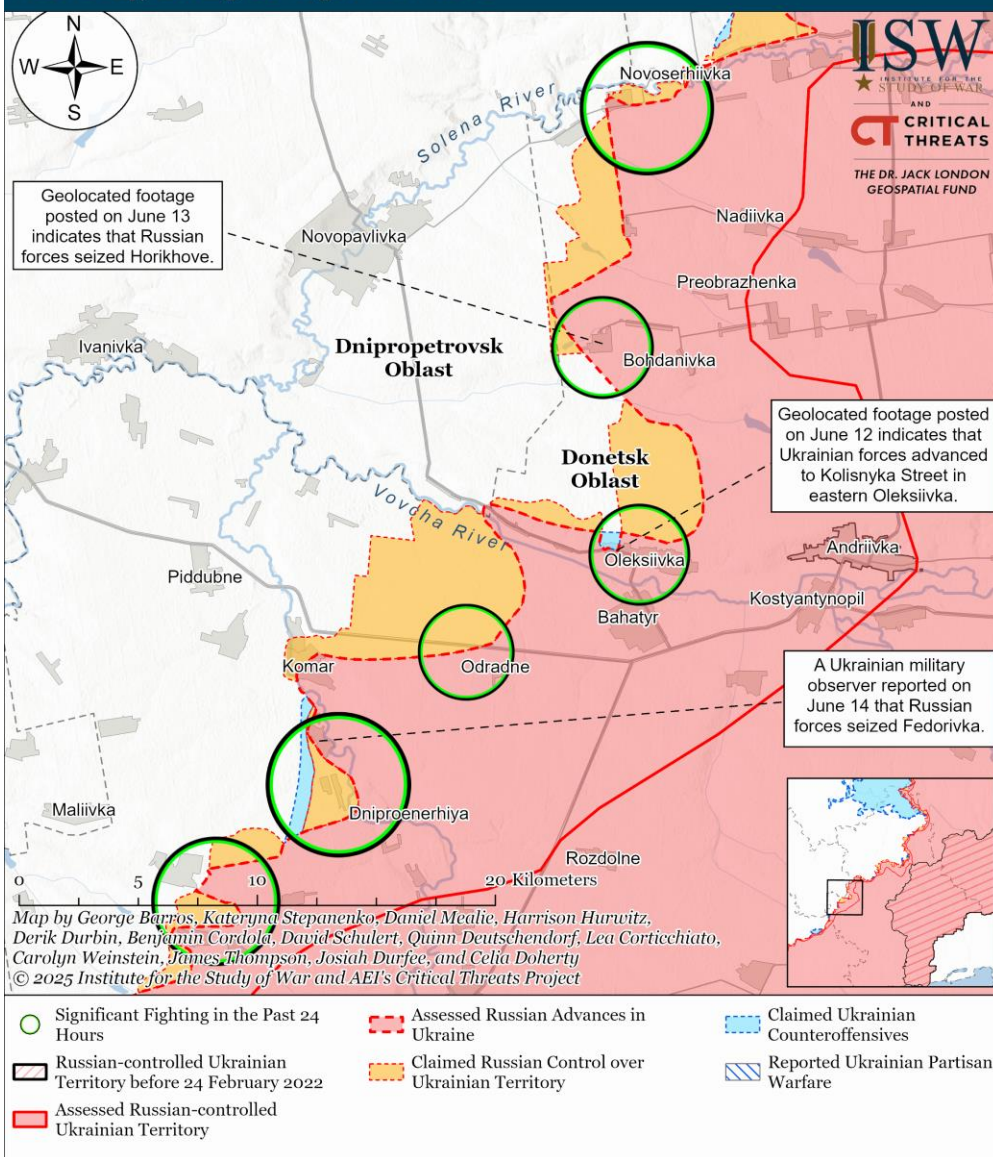 N
W E
S
ISW
INSTITUTE FOR THE
STUDY OF WAR
AND
CT CRITICAL
THREATS
THE DR. JACK LONDON
GEOSPATIAL FUND
Novoserhiivka
Solena River
Geolocated footage
posted on June 13
indicates that Russian
forces seized Horikhove.
Nadiivka
Novopavlivka
Preobrazhenka
Ivanivka
Dnipropetrovsk
Oblast
Bohdanivka
Geolocated footage posted
on June 12 indicates that
Ukrainian forces advanced
to Kolisnyka Street in
eastern Oleksiivka.
Donetsk
Oblast
Vovcha River
Andriivka
Oleksiivka
Piddubne
Kostyantynopil
Bahatyr
Komar
Odradne
A Ukrainian military
observer reported on
June 14 that Russian
forces seized Fedorivka.
Maliivka
Dniproenerhiya
Rozdolne
0 5 10 20 Kilometers
Map by George Barros, Kateryna Stepanenko, Daniel Mealie, Harrison Hurwitz,
Derik Durbin, Benjamin Cordola, David Schulert, Quinn Deutschendorf, Lea Corticchiato,
Carolyn Weinstein, James Thompson, Josiah Durfee, and Celia Doherty
© 2025 Institute for the Study of War and AEI's Critical Threats Project
Significant Fighting in the Past 24
Hours
Russian-controlled Ukrainian
Territory before 24 February 2022
Assessed Russian-controlled
Ukrainian Territory
Assessed Russian Advances in
Ukraine
Claimed Russian Control over
Ukrainian Territory
Claimed Ukrainian
Counteroffensives
Reported Ukrainian Partisan
Warfare